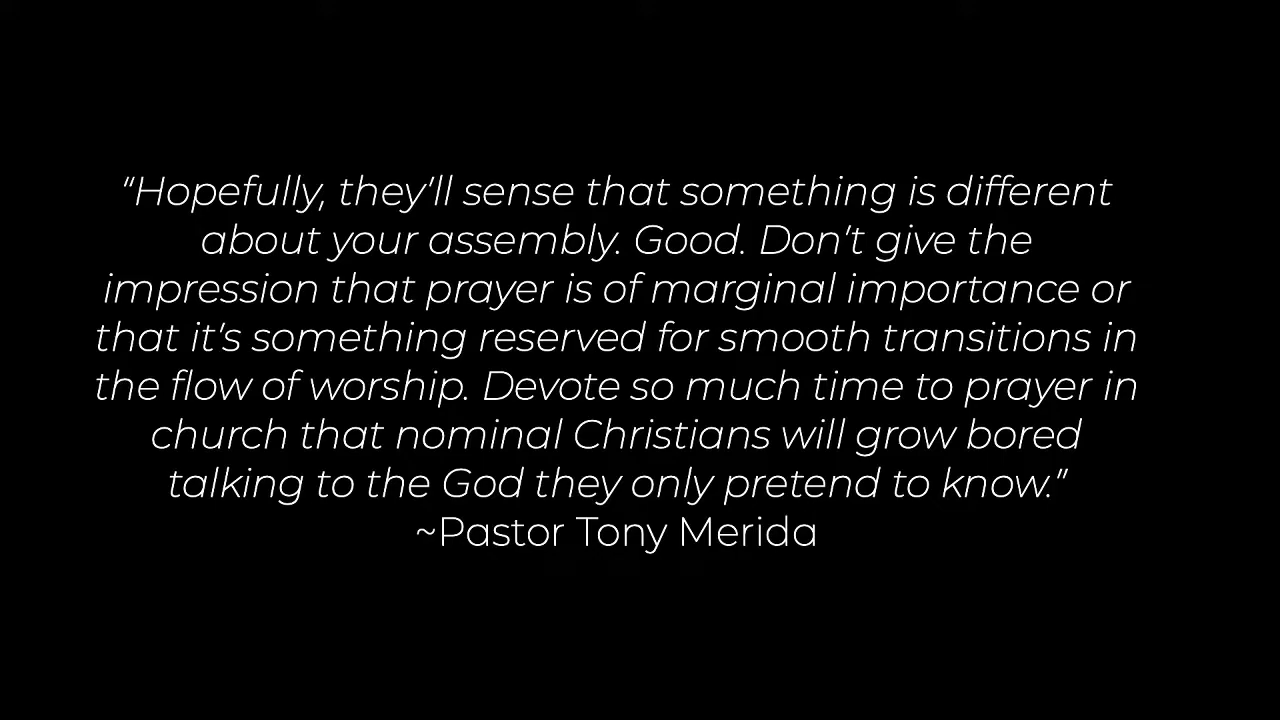 “Hopefully, they’ll sense that something is different
about your assembly. Good. Don’t give the
impression that prayer is of marginal importance or
that it’s something reserved for smooth transitions in
the flow of worship. Devote so much time to prayer in
church that nominal Christians will grow bored
talking to the God they only pretend to know.”
~Pastor Tony Merida